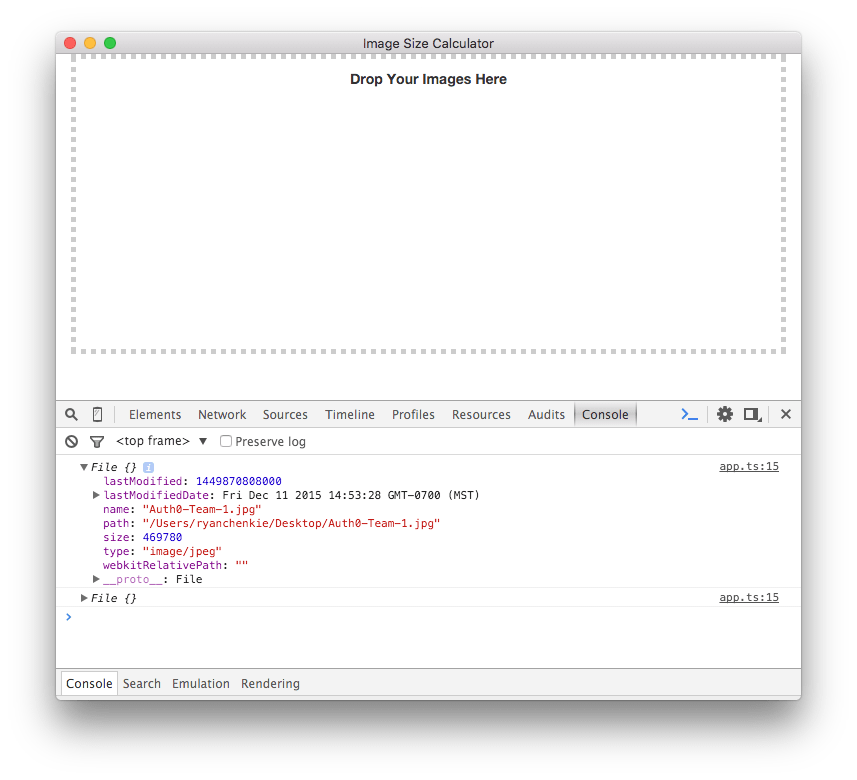 Image Size Calculator
Drop Your Images Here
Elements Network Sources Timeline Profiles Resources Audits Console
<top frame> Preserve log
File {} i app.ts:15
lastModified: 1449870808000
lastModifiedDate: Fri Dec 11 2015 14:53:28 GMT-0700 (MST)
name: "Auth0-Team-1.jpg"
path: "/Users/ryanchenkie/Desktop/Auth0-Team-1.jpg"
size: 469780
type: "image/jpeg"
webkitRelativePath: ""
__proto__: File
File {} app.ts:15
Console Search Emulation Rendering